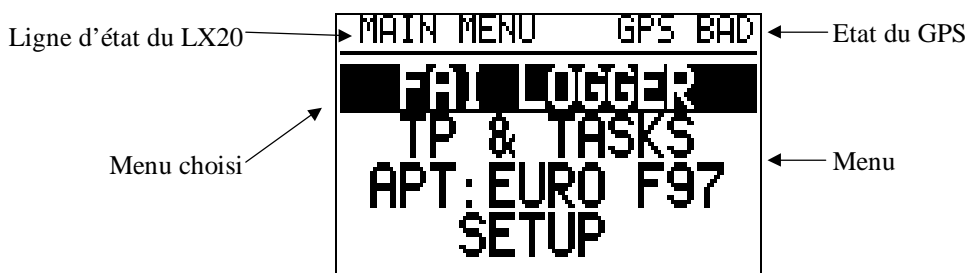 Ligne d'état du LX20
MAIN MENU GPS BAD
Etat du GPS
FAI LOGGER
Menu choisi
TP & TASKS
Menu
APT:EURO F97
SETUP